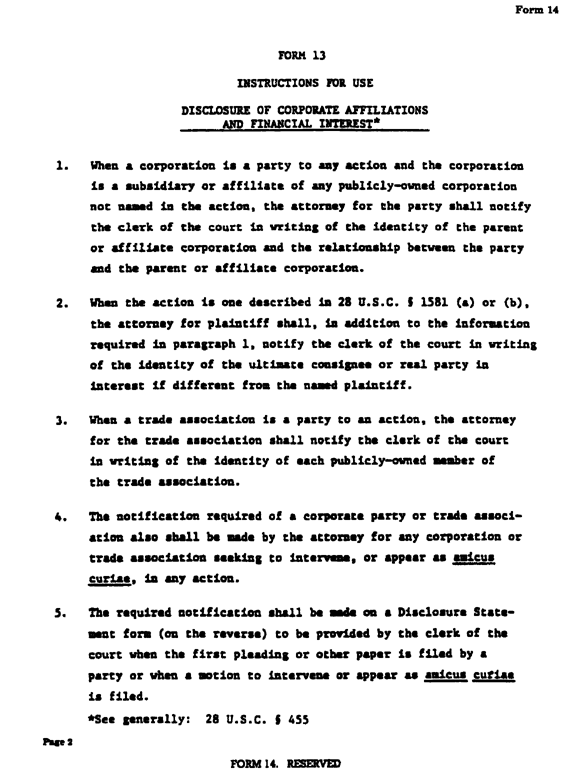 Form 14
FORM 13
INSTRUCTIONS FOR USE
DISCLOSURE OF CORPORATE AFFILIATIONS
AND FINANCIAL INTEREST*
1. When a corporation is a party to any action and the corporation
is a subsidiary or affiliate of any publicly-owned corporation
not named in the action, the attorney for the party shall notify
the clerk of the court in writing of the identity of the parent
or affiliate corporation and the relationship between the party
and the parent or affiliate corporation.
2. When the action is one described in 28 U.S.C. § 1581 (a) or (b),
the attorney for plaintiff shall, in addition to the information
required in paragraph 1, notify the clerk of the court in writing
of the identity of the ultimate consignee or real party in
interest if different from the named plaintiff.
3. When a trade association is a party to an action, the attorney
for the trade association shall notify the clerk of the court
in writing of the identity of each publicly-owned member of
the trade association.
4. The notification required of a corporate party or trade associ-
ation also shall be made by the attorney for any corporation or
trade association seeking to intervene, or appear as amicus
curiae, in any action.
5. The required notification shall be made on a Disclosure State-
ment form (on the reverse) to be provided by the clerk of the
court when the first pleading or other paper is filed by a
party or when a motion to intervene or appear as amicus curiae
is filed.
*See generally: 28 U.S.C. § 455
Page 2
FORM 14. RESERVED